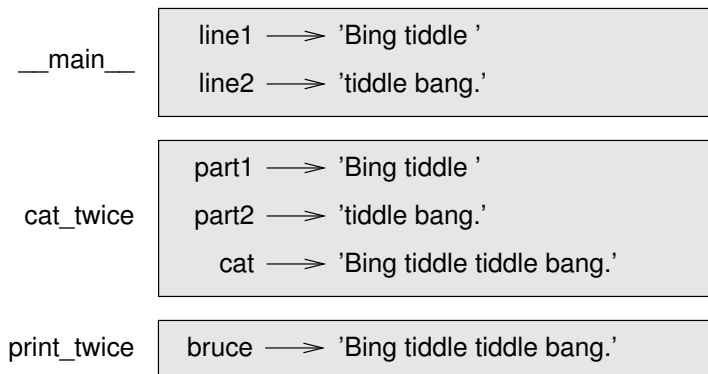 __main__
line1 ’Bing tiddle ’
line2 ’tiddle bang.’
cat_twice
part1 ’Bing tiddle ’
part2 ’tiddle bang.’
cat ’Bing tiddle tiddle bang.’
print_twice
bruce ’Bing tiddle tiddle bang.’